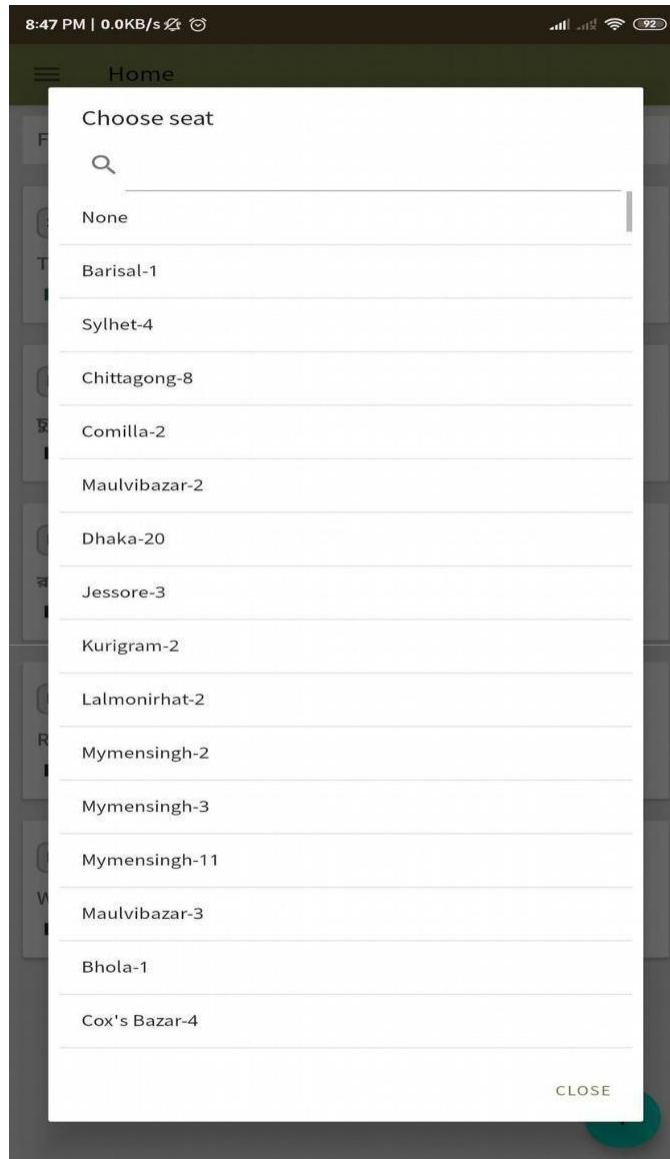 8:47 PM | 0.0KB/s
92
Home
Choose seat
None
Barisal-1
Sylhet-4
Chittagong-8
Comilla-2
Maulvibazar-2
Dhaka-20
Jessore-3
Kurigram-2
Lalmonirhat-2
Mymensingh-2
Mymensingh-3
Mymensingh-11
Maulvibazar-3
Bhola-1
Cox's Bazar-4
CLOSE